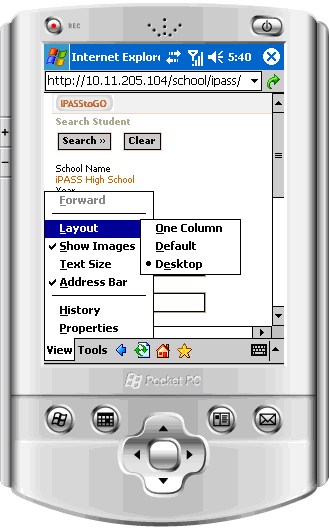 REC
Internet Explore 5:40
http://10.11.205.104/school/ipass/
iPASStoGO
Search Student
Search »
Clear
School Name
iPASS High School
Year
Forward
Layout
One Column
Show Images
Default
Text Size
Desktop
Address Bar
History
Properties
View Tools
Pocket PC